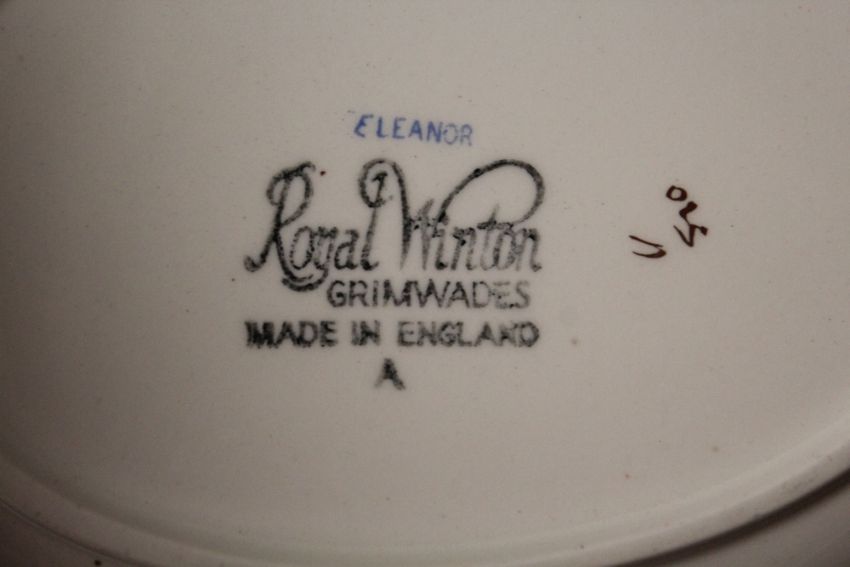 ELEANOR
Royal Winton
GRIMWADES
MADE IN ENGLAND
A